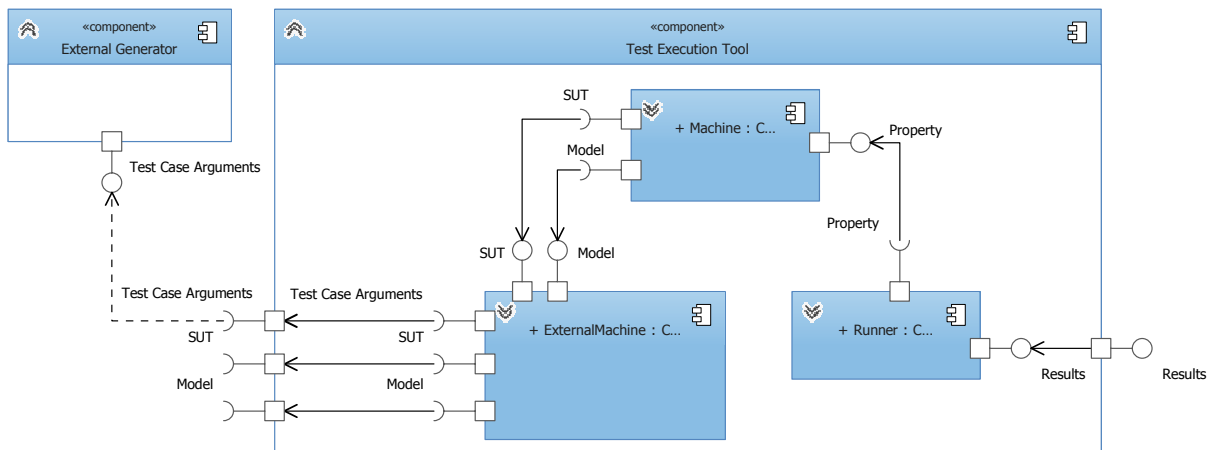 «component»
External Generator
«component»
Test Execution Tool
SUT
+ Machine : C...
Property
Model
Test Case Arguments
Property
SUT
Model
Test Case Arguments
Test Case Arguments
SUT
SUT
+ ExternalMachine : C...
+ Runner : C...
Model
Model
Results
Results